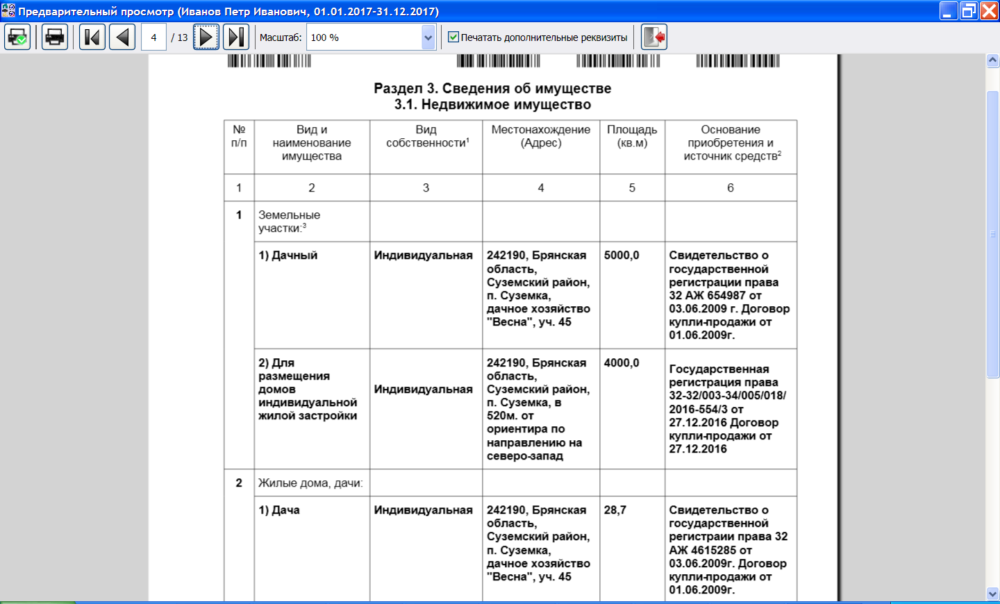 Предварительный просмотр (Иванов Петр Иванович, 01.01.2017-31.12.2017)
4 / 13 Масштаб: 100 % Печатать дополнительные реквизиты
Раздел 3. Сведения об имуществе
3.1. Недвижимое имущество
№
п/п
Вид и
наименование
имущества
Вид
собственности1
Местонахождение
(Адрес)
Площадь
(кв.м)
Основание
приобретения и
источник средств2
1 2 3 4 5 6
1
Земельные
участки:3
1) Дачный
Индивидуальная
242190, Брянская
область,
Суземский район,
п. Суземка,
дачное хозяйство
"Весна", уч. 45
5000,0
Свидетельство о
государственной
регистрации права
32 АЖ 654987 от
03.06.2009 г. Договор
купли-продажи от
01.06.2009г.
2) Для
размещения
домов
индивидуальной
жилой застройки
Индивидуальная
242190, Брянская
область,
Суземский район,
п. Суземка, в
520м. от
ориентира по
направлению на
северо-запад
4000,0
Государственная
регистрация права
32-32/003-34/005/018/
2016-554/3 от
27.12.2016 Договор
купли-продажи от
27.12.2016
2
Жилые дома, дачи:
1) Дача
Индивидуальная
242190, Брянская
область,
Суземский район,
п. Суземка,
дачное хозяйство
"Весна", уч. 45
28,7
Свидетельство о
государственной
регистраии права 32
АЖ 4615285 от
03.06.2009г. Договор
купли-продажи от
01.06.2009г.